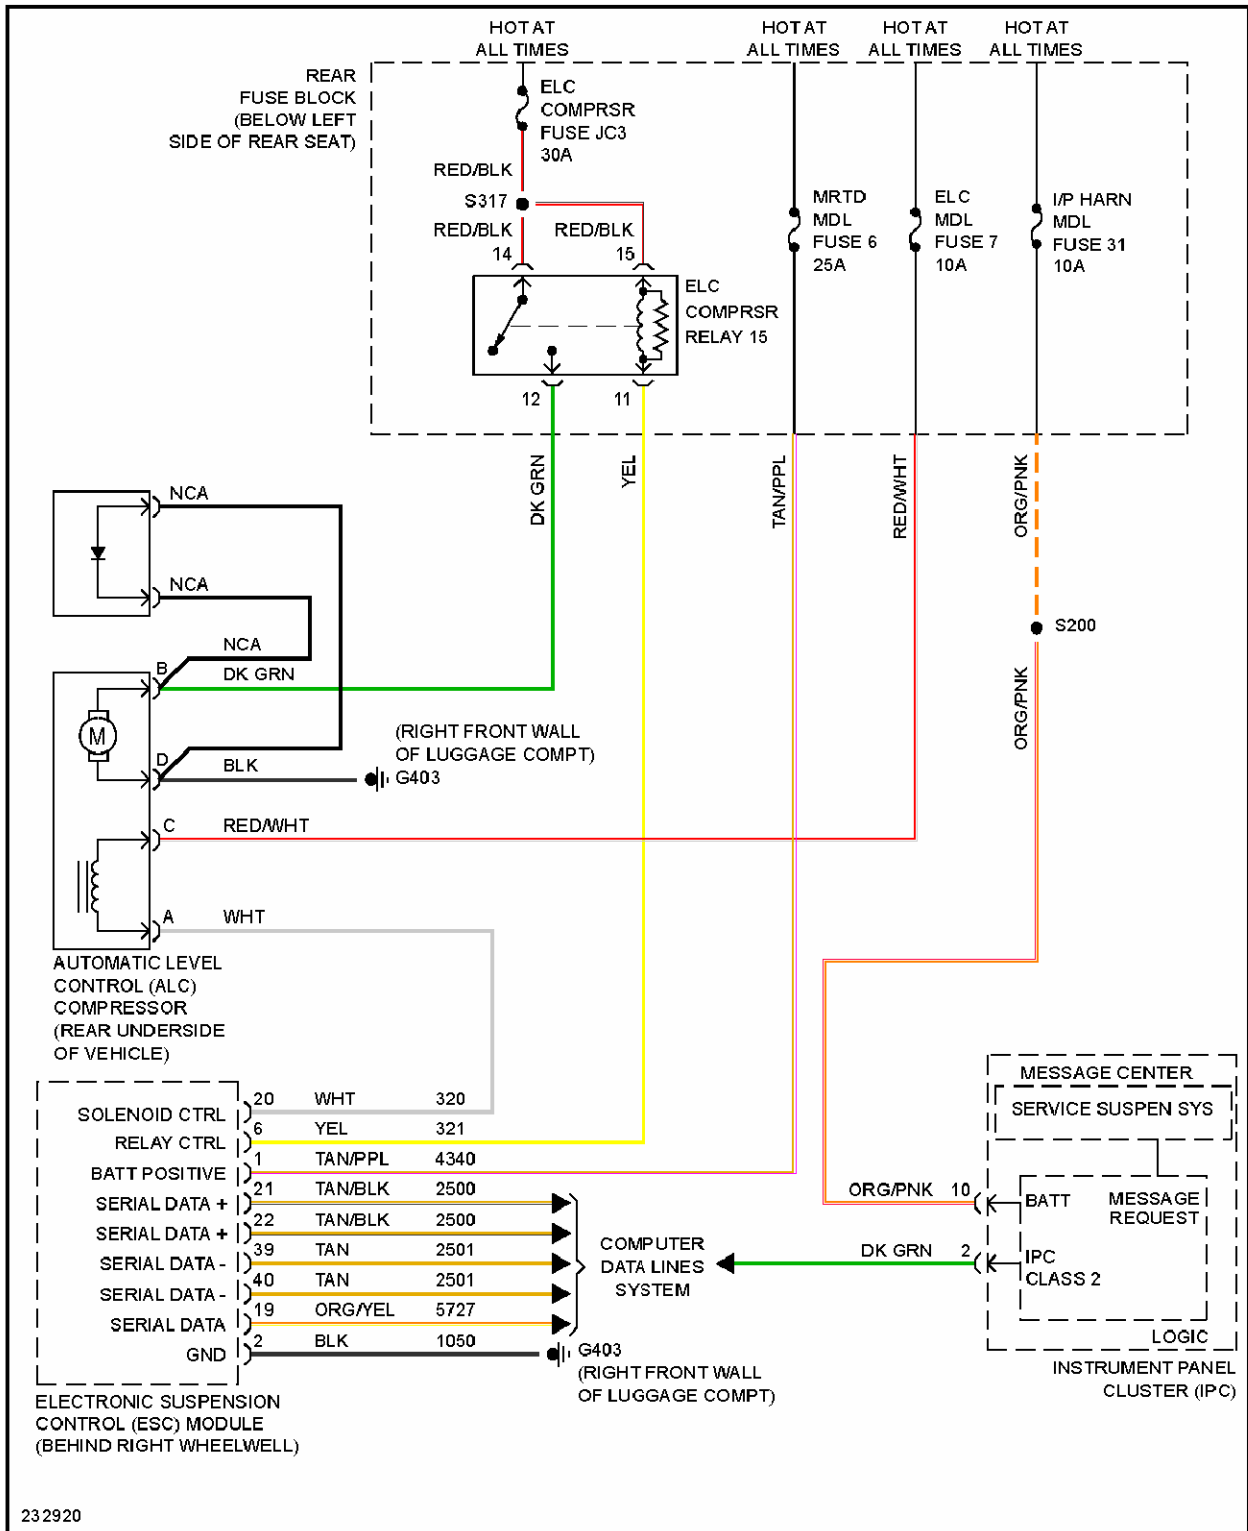 HOT AT
ALL TIMES
HOT AT
ALL TIMES
HOT AT
ALL TIMES
HOT AT
ALL TIMES
REAR
FUSE BLOCK
(BELOW LEFT
SIDE OF REAR SEAT)
ELC
COMPRSR
FUSE JC3
30A
RED/BLK
S317
RED/BLK
RED/BLK
14
15
MRTD
MDL
FUSE 6
25A
ELC
MDL
FUSE 7
10A
I/P HARN
MDL
FUSE 31
10A
ELC
COMPRSR
RELAY 15
12
11
DK GRN
YEL
TAN/PPL
RED/WHT
ORG/PNK
S200
ORG/PNK
NCA
NCA
NCA
B
DK GRN
M
D
BLK
(RIGHT FRONT WALL
OF LUGGAGE COMPT)
G403
C
RED/WHT
A
WHT
AUTOMATIC LEVEL
CONTROL (ALC)
COMPRESSOR
(REAR UNDERSIDE
OF VEHICLE)
SOLENOID CTRL 20 WHT 320
RELAY CTRL 6 YEL 321
BATT POSITIVE 1 TAN/PPL 4340
SERIAL DATA + 21 TAN/BLK 2500
SERIAL DATA + 22 TAN/BLK 2500
SERIAL DATA - 39 TAN 2501
SERIAL DATA - 40 TAN 2501
SERIAL DATA 19 ORG/YEL 5727
GND 2 BLK 1050
COMPUTER
DATA LINES
SYSTEM
G403
(RIGHT FRONT WALL
OF LUGGAGE COMPT)
ELECTRONIC SUSPENSION
CONTROL (ESC) MODULE
(BEHIND RIGHT WHEELWELL)
MESSAGE CENTER
SERVICE SUSPEN SYS
ORG/PNK 10
BATT
MESSAGE
REQUEST
DK GRN 2
IPC
CLASS 2
LOGIC
INSTRUMENT PANEL
CLUSTER (IPC)
232920